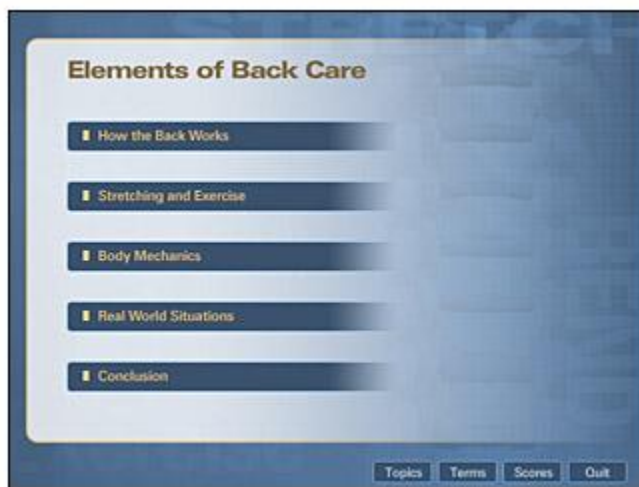 STRETCH
Elements of Back Care
How the Back Works
Stretching and Exercise
Body Mechanics
Real World Situations
Conclusion
Topics
Terms
Scores
Quit